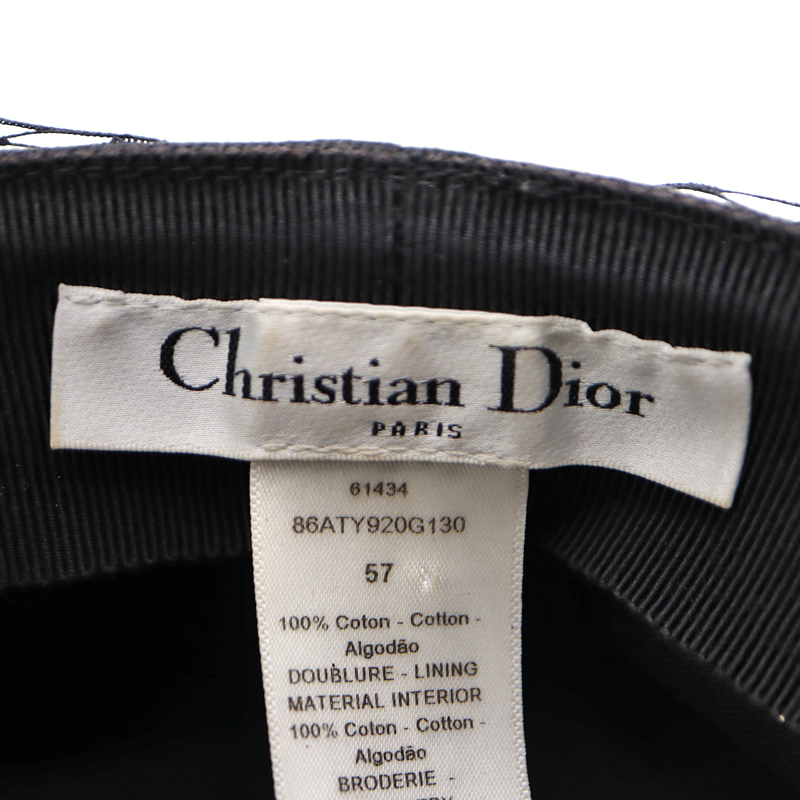 Christian Dior
PARIS
61434
86ATY920G130
57
100% Coton - Cotton -
Algodão
DOUBLURE - LINING
MATERIAL INTERIOR
100% Coton - Cotton -
Algodão
BRODERIE -